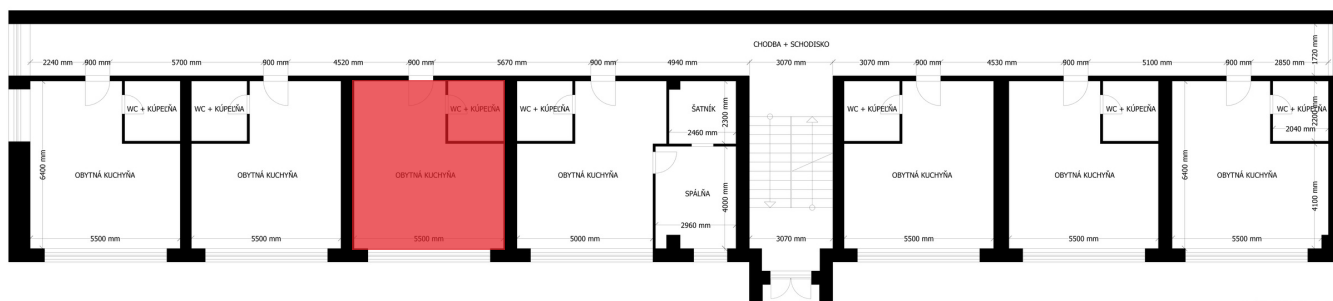 CHODBA + SCHODISKO
1720 mm
2240 mm
900 mm
5700 mm
900 mm
4520 mm
900 mm
5670 mm
900 mm
4940 mm
3070 mm
3070 mm
900 mm
4530 mm
900 mm
5100 mm
900 mm
2850 mm
WC + KÚPEĽŇA
WC + KÚPEĽŇA
WC + KÚPEĽŇA
WC + KÚPEĽŇA
ŠATNÍK
2300 mm
2460 mm
WC + KÚPEĽŇA
WC + KÚPEĽŇA
WC + KÚPEĽŇA
2200 mm
2040 mm
6400 mm
OBYTNÁ KUCHYŇA
OBYTNÁ KUCHYŇA
OBYTNÁ KUCHYŇA
OBYTNÁ KUCHYŇA
SPÁLŇA
4000 mm
2960 mm
OBYTNÁ KUCHYŇA
OBYTNÁ KUCHYŇA
6400 mm
OBYTNÁ KUCHYŇA
4100 mm
5500 mm
5500 mm
5500 mm
5000 mm
3070 mm
5500 mm
5500 mm
5500 mm